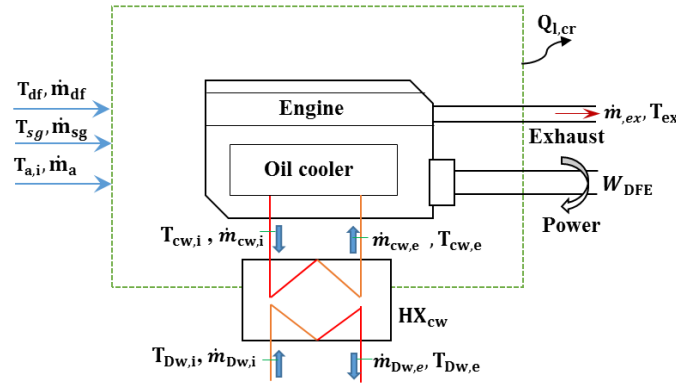 Q_l,cr
T_df, ṁ_df
T_sg, ṁ_sg
T_a,i, ṁ_a
Engine
ṁ_,ex, T_ex
Exhaust
Oil cooler
W_DFE
Power
T_cw,i , ṁ_cw,i
ṁ_cw,e , T_cw,e
HX_cw
T_Dw,i, ṁ_Dw,i
ṁ_Dw,e, T_Dw,e